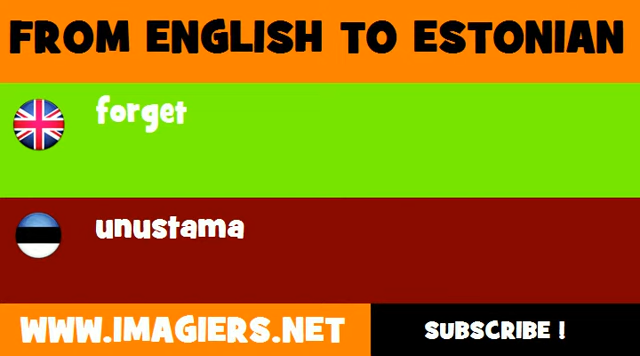 FROM ENGLISH TO ESTONIAN
forget
unustama
WWW.IMAGIERS.NET
SUBSCRIBE !